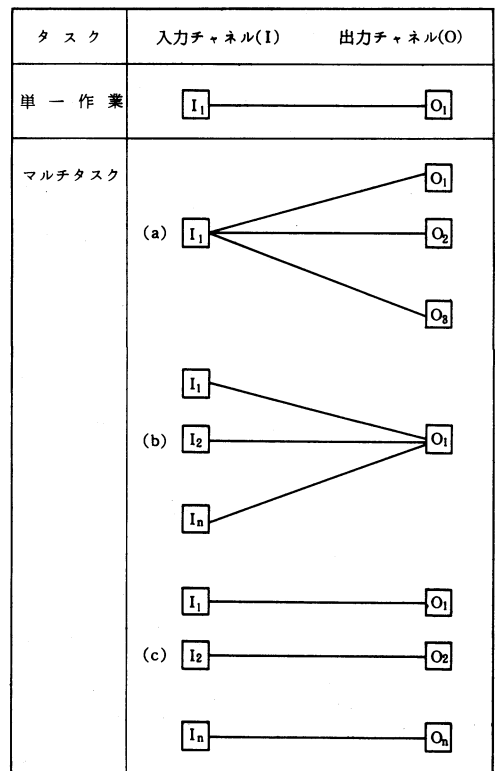 タスク 入力チャネル(I) 出力チャネル(O)
単一作業 I1 O1
マルチタスク
O1
(a) I1 O2
O3
I1
(b) I2 O1
In
I1 O1
(c) I2 O2
In On